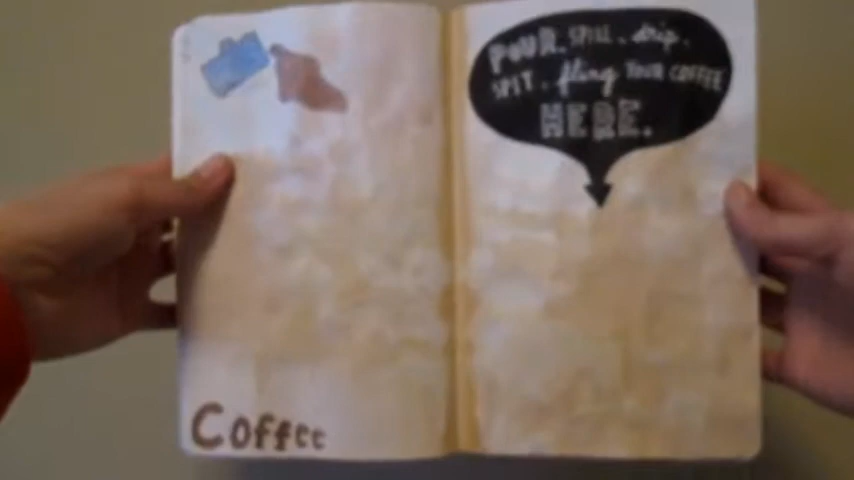 Coffee
POUR. SPILL. drip.
SPIT. fling YOUR COFFEE
HERE.